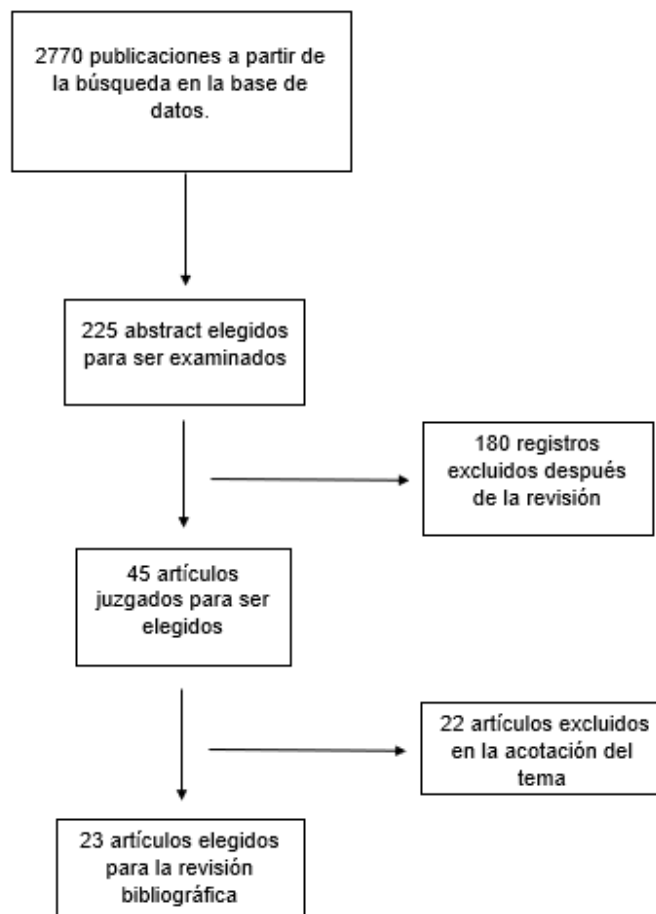 2770 publicaciones a partir de
la búsqueda en la base de
datos.
225 abstract elegidos
para ser examinados
180 registros
excluidos después
de la revisión
45 artículos
juzgados para ser
elegidos
22 artículos excluidos
en la acotación del
tema
23 artículos elegidos
para la revisión
bibliográfica